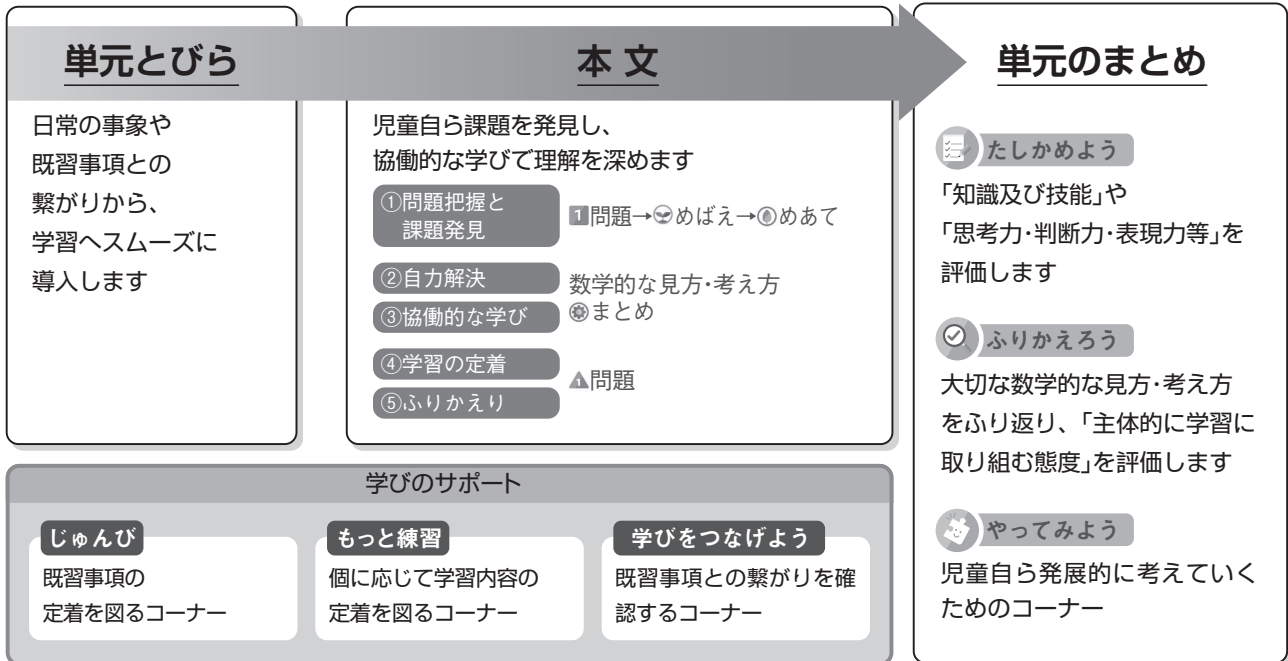 単元とびら
日常の事象や
既習事項との
繋がりから、
学習へスムーズに
導入します
本文
児童自ら課題を発見し、
協働的な学びで理解を深めます
①問題把握と
課題発見
1問題→めばえ→めあて
②自力解決
③協働的な学び
数学的な見方・考え方
まとめ
④学習の定着
⑤ふりかえり
1問題
単元のまとめ
たしかめよう
「知識及び技能」や
「思考力・判断力・表現力等」を
評価します
ふりかえろう
大切な数学的な見方・考え方
をふり返り、「主体的に学習に
取り組む態度」を評価します
やってみよう
児童自ら発展的に考えていく
ためのコーナー
学びのサポート
じゅんび
既習事項の
定着を図るコーナー
もっと練習
個に応じて学習内容の
定着を図るコーナー
学びをつなげよう
既習事項との繋がりを確
認するコーナー